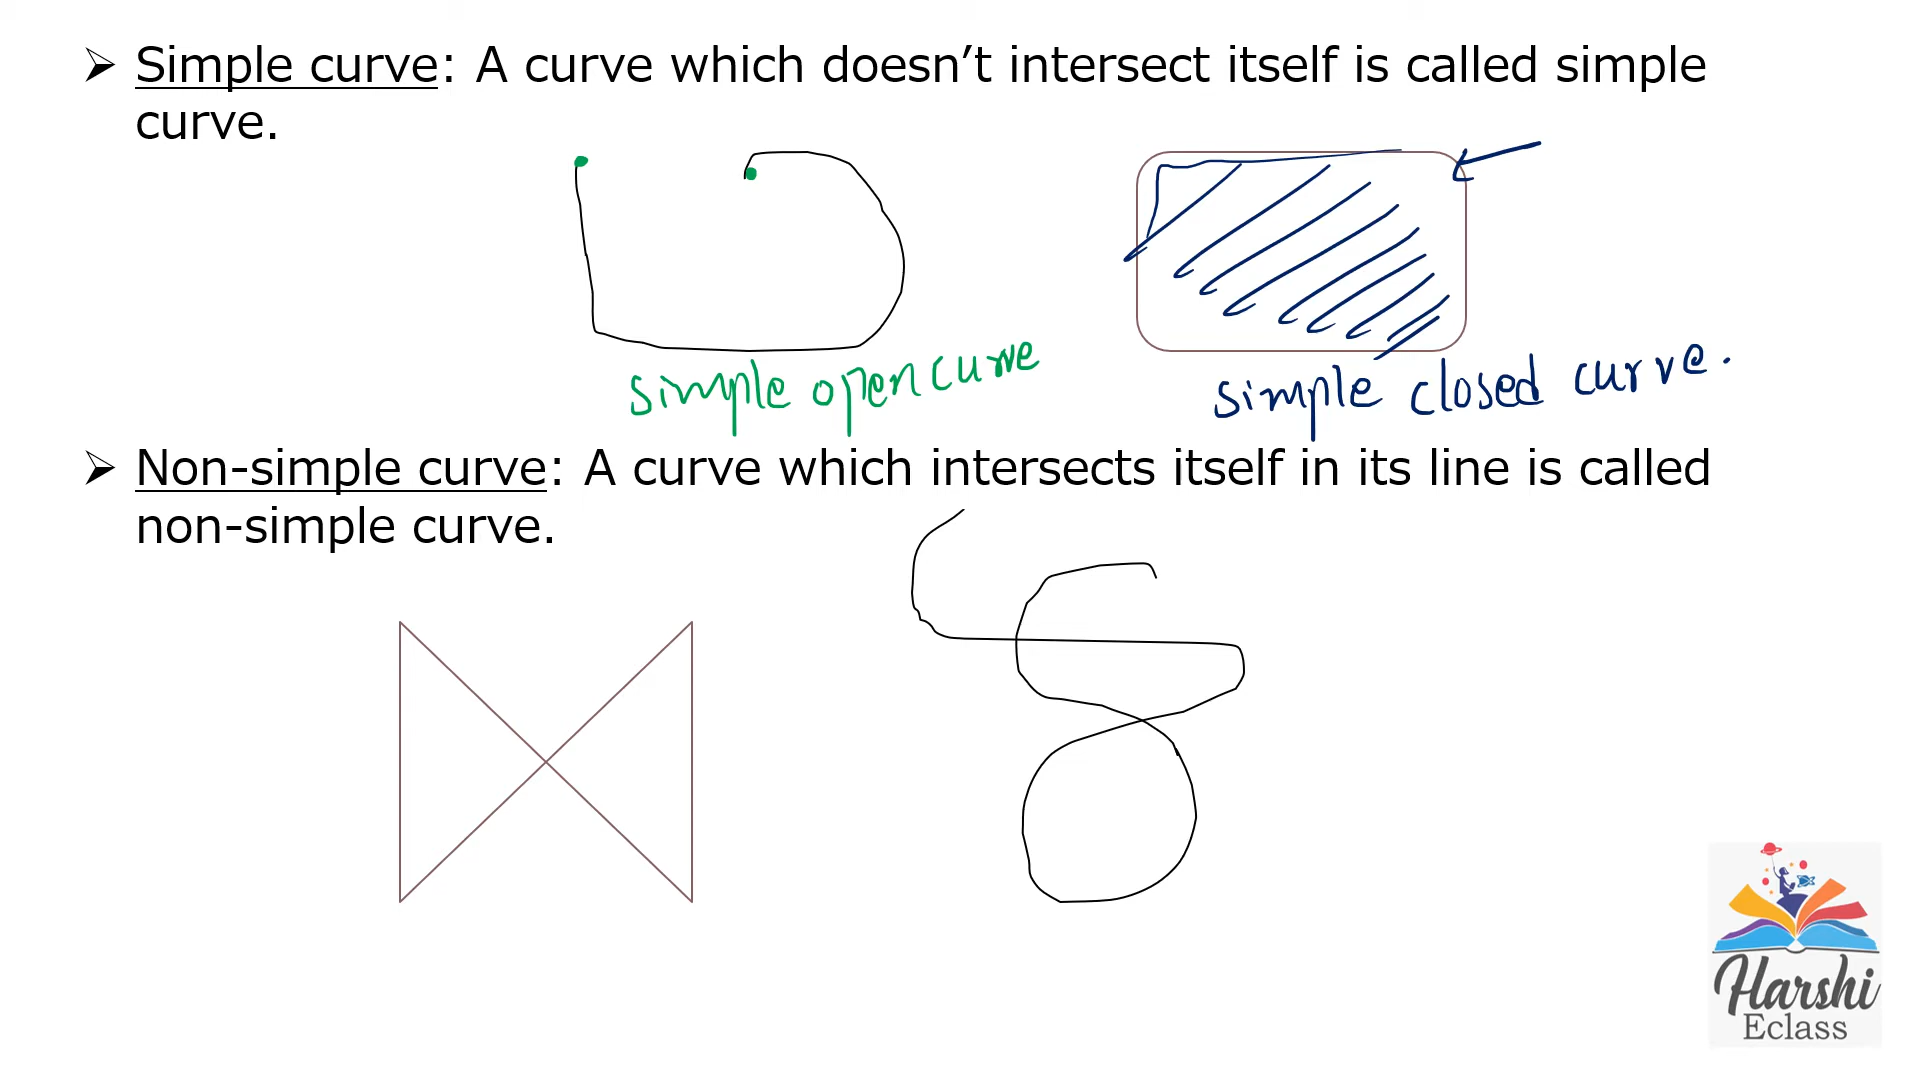 ➢ Simple curve: A curve which doesn’t intersect itself is called simple
curve.
simple open curve
simple closed curve.
➢ Non-simple curve: A curve which intersects itself in its line is called
non-simple curve.
Harshi
Eclass